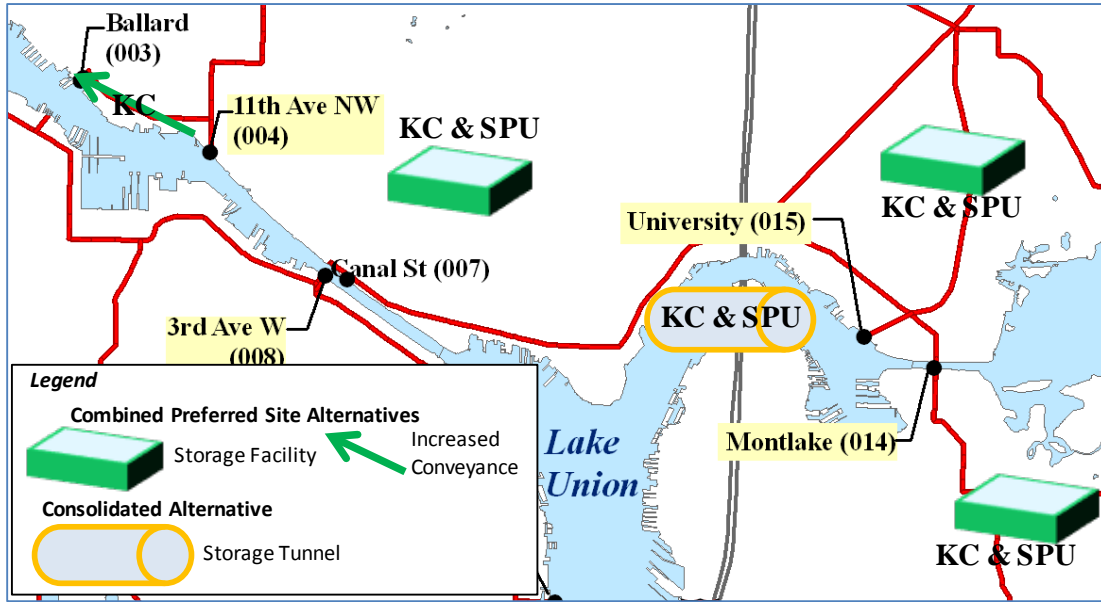 Ballard
(003)
KC
11th Ave NW
(004)
KC & SPU
KC & SPU
University (015)
Canal St (007)
KC & SPU
3rd Ave W
(008)
Montlake (014)
Lake
Union
KC & SPU
Legend
Combined Preferred Site Alternatives
Storage Facility
Increased
Conveyance
Consolidated Alternative
Storage Tunnel